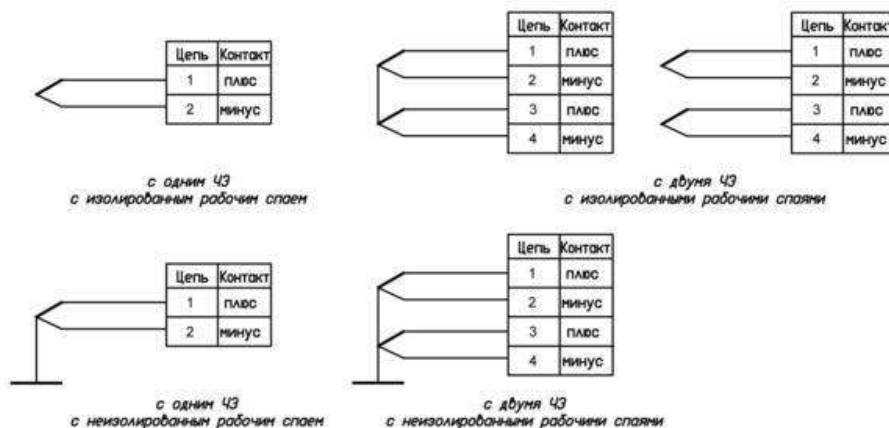 Цепь Контакт
1 плюс
2 минус
с одним ЧЭ
с изолированным рабочим спаем
Цепь Контакт
1 плюс
2 минус
3 плюс
4 минус
Цепь Контакт
1 плюс
2 минус
3 плюс
4 минус
с двумя ЧЭ
с изолированными рабочими спаями
Цепь Контакт
1 плюс
2 минус
с одним ЧЭ
с неизолированным рабочим спаем
Цепь Контакт
1 плюс
2 минус
3 плюс
4 минус
с двумя ЧЭ
с неизолированными рабочими спаями